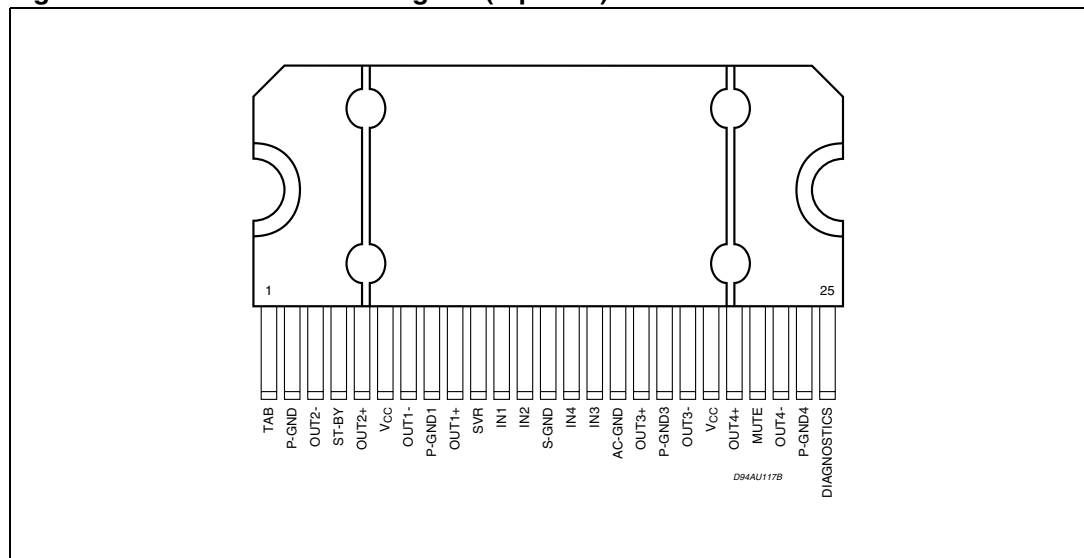 1
25
TAB
P-GND
OUT2-
ST-BY
OUT2+
VCC
OUT1-
P-GND1
OUT1+
SVR
IN1
IN2
S-GND
IN4
IN3
AC-GND
OUT3+
P-GND3
OUT3-
VCC
OUT4+
MUTE
OUT4-
P-GND4
DIAGNOSTICS
D94AU117B